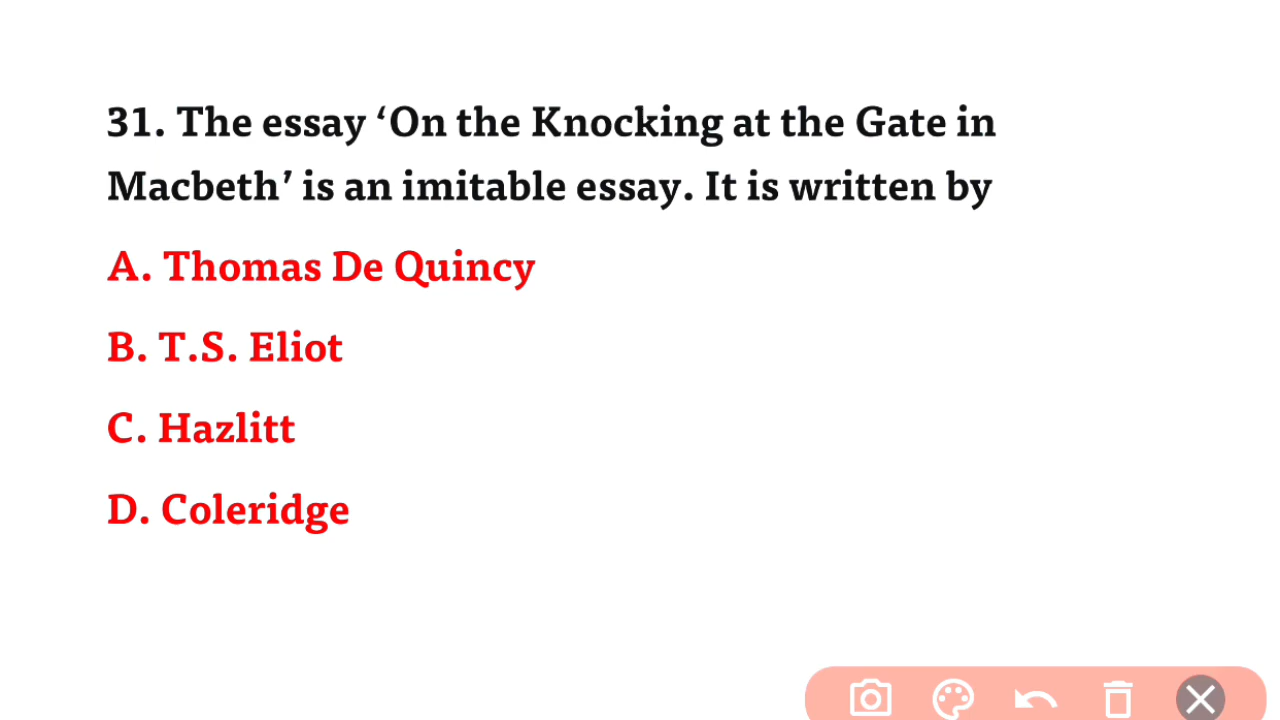 31. The essay ‘On the Knocking at the Gate in
Macbeth’ is an imitable essay. It is written by
A. Thomas De Quincy
B. T.S. Eliot
C. Hazlitt
D. Coleridge